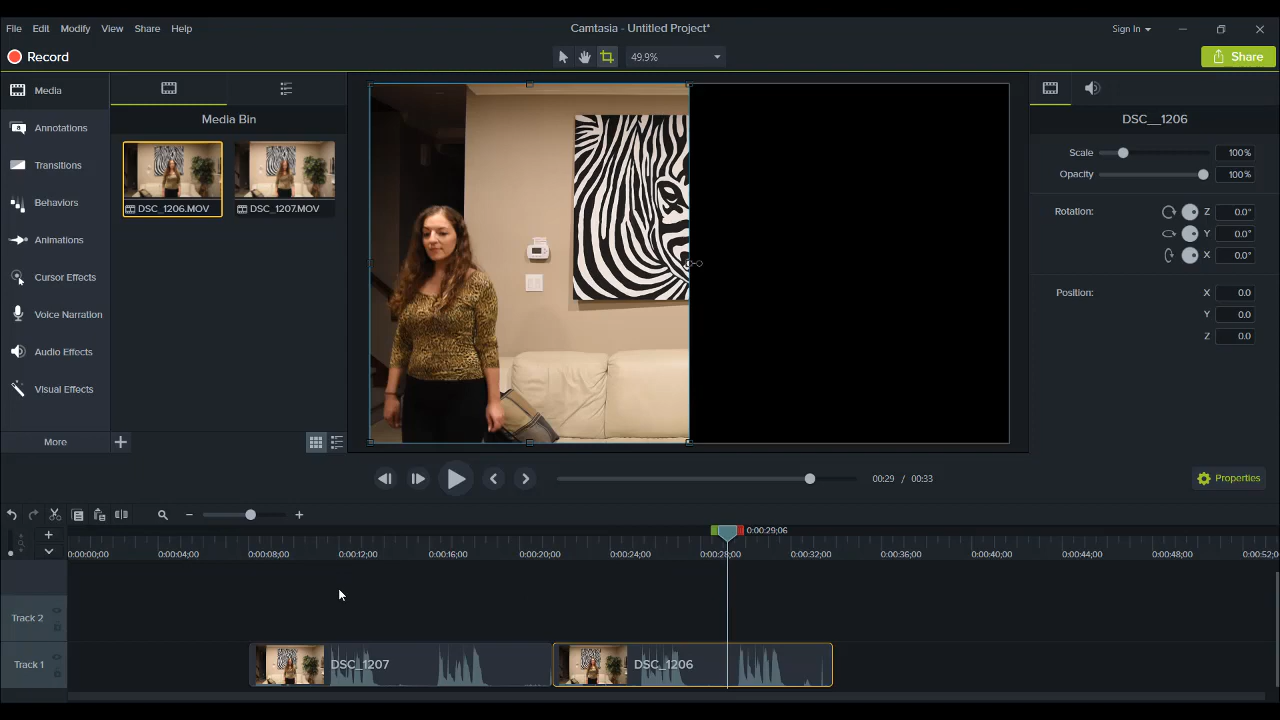 File Edit Modify View Share Help
Camtasia - Untitled Project*
Sign In
Record
49.9%
Share
Media
Annotations
Transitions
Behaviors
Animations
Cursor Effects
Voice Narration
Audio Effects
Visual Effects
More
Media Bin
DSC_1206.MOV
DSC_1207.MOV
DSC__1206
Scale 100%
Opacity 100%
Rotation: Z 0.0°
Y 0.0°
X 0.0°
Position: X 0.0
Y 0.0
Z 0.0
00:29 / 00:33
Properties
0:00:29;06
0:00:00;00 0:00:04;00 0:00:08;00 0:00:12;00 0:00:16;00 0:00:20;00 0:00:24;00 0:00:28;00 0:00:32;00 0:00:36;00 0:00:40;00 0:00:44;00 0:00:48;00 0:00:52;0
Track 2
Track 1
DSC_1207
DSC_1206